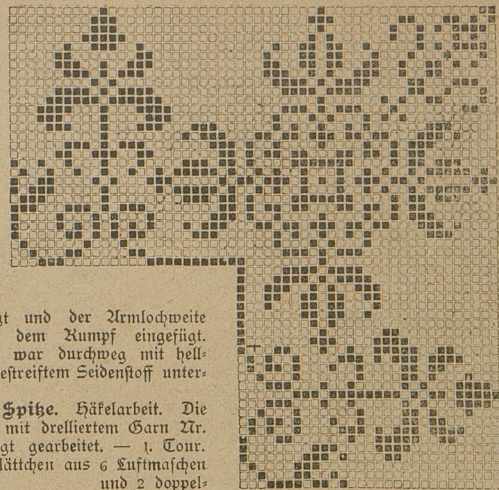 gt und der Armlochweite
dem Rumpf eingefügt.
war durchweg mit hell=
estreiftem Seidenstoff unter=
Spitze. Häkelarbeit. Die
mit drelliertem Garn Nr.
gt gearbeitet. — 1. Tour.
lättchen aus 6 Luftmaschen
und 2 doppel=